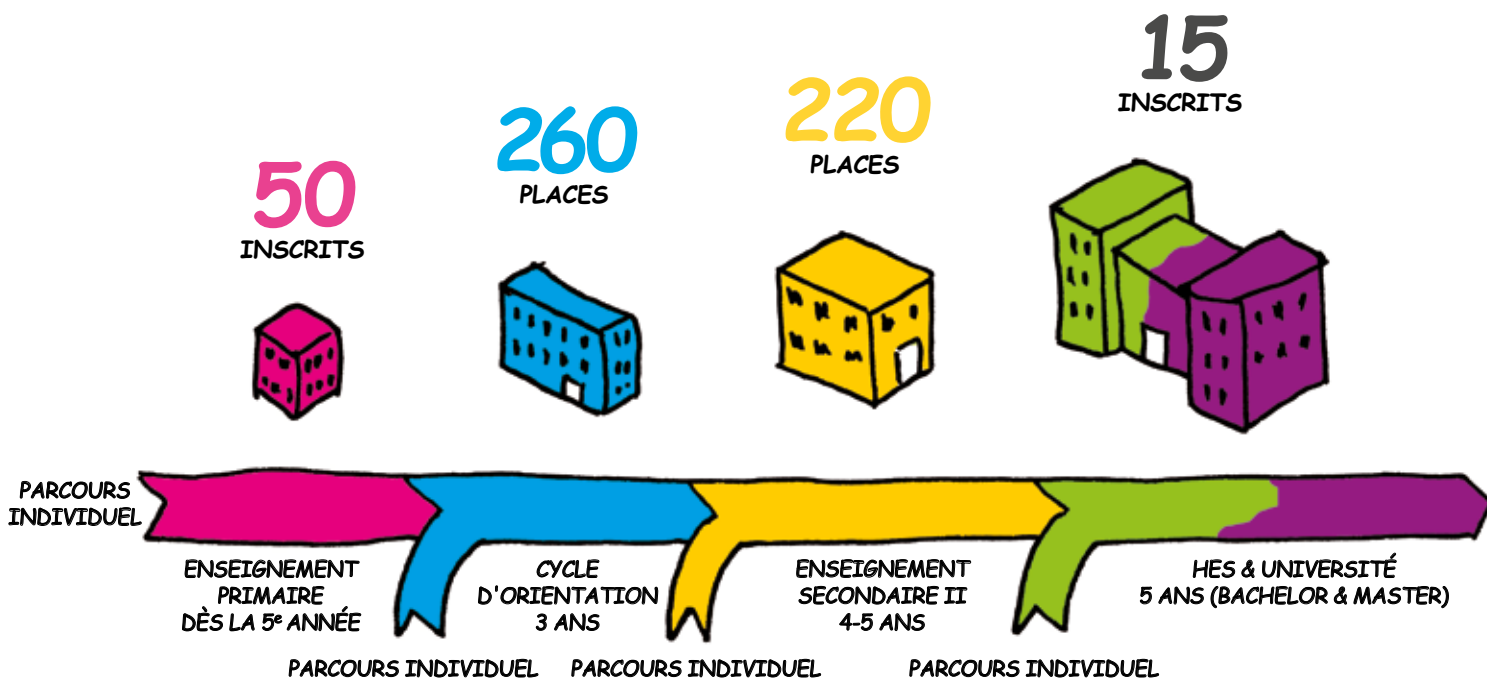 15
INSCRITS
220
PLACES
260
PLACES
50
INSCRITS
PARCOURS
INDIVIDUEL
ENSEIGNEMENT
PRIMAIRE
DÈS LA 5e ANNÉE
CYCLE
D'ORIENTATION
3 ANS
ENSEIGNEMENT
SECONDAIRE II
4-5 ANS
HES & UNIVERSITÉ
5 ANS (BACHELOR & MASTER)
PARCOURS INDIVIDUEL
PARCOURS INDIVIDUEL
PARCOURS INDIVIDUEL